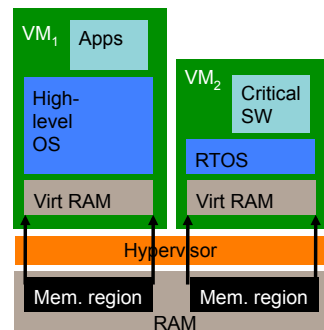 VM1
Apps
High-
level
OS
Virt RAM
VM2
Critical
SW
RTOS
Virt RAM
Hypervisor
Mem. region
Mem. region
RAM